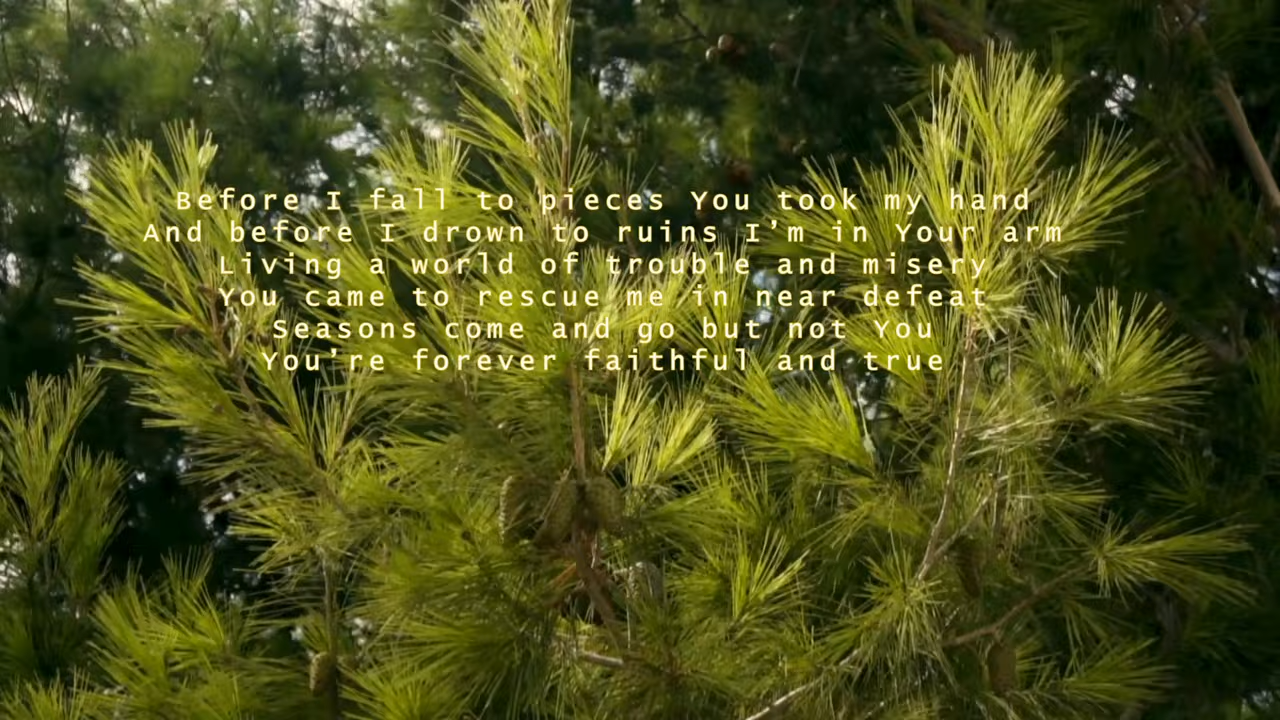 Before I fall to pieces You took my hand
And before I drown to ruins I’m in Your arm
Living a world of trouble and misery
You came to rescue me in near defeat
Seasons come and go but not You
You’re forever faithful and true